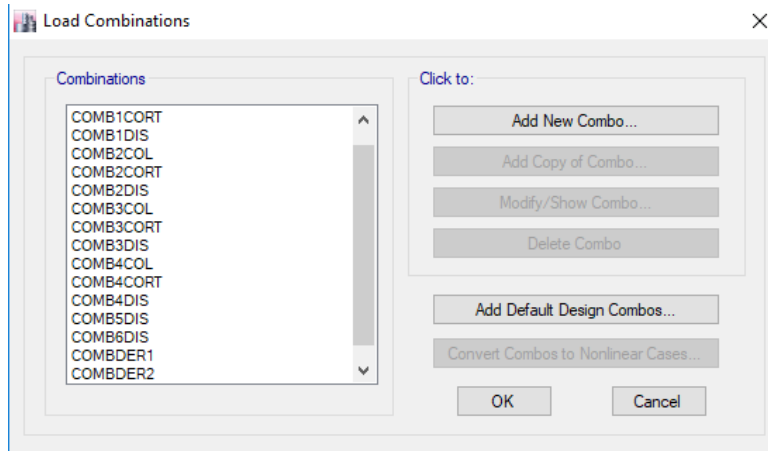 Load Combinations
Combinations
COMB1CORT
COMB1DIS
COMB2COL
COMB2CORT
COMB2DIS
COMB3COL
COMB3CORT
COMB3DIS
COMB4COL
COMB4CORT
COMB4DIS
COMB5DIS
COMB6DIS
COMBDER1
COMBDER2
Click to:
Add New Combo...
Add Copy of Combo...
Modify/Show Combo...
Delete Combo
Add Default Design Combos...
Convert Combos to Nonlinear Cases...
OK
Cancel